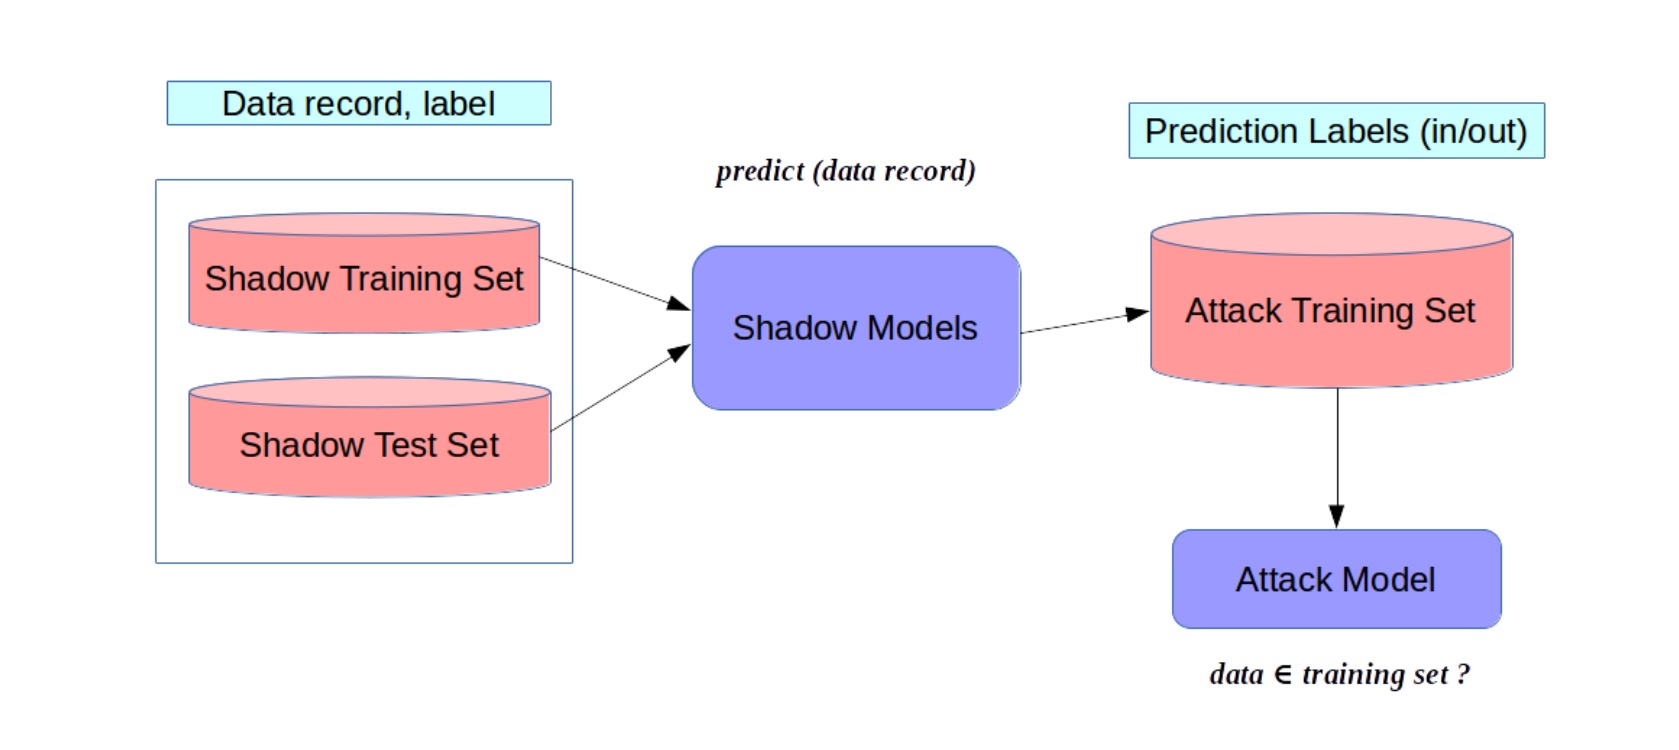 Data record, label
Shadow Training Set
Shadow Test Set
predict (data record)
Shadow Models
Prediction Labels (in/out)
Attack Training Set
Attack Model
data ∈ training set ?